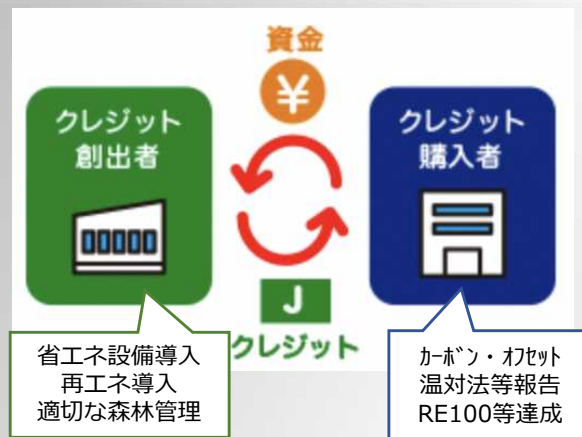 資金
¥
クレジット
創出者
クレジット
購入者
J
クレジット
省エネ設備導入
再エネ導入
適切な森林管理
ｶｰﾎﾞﾝ・ｵﾌｾｯﾄ
温対法等報告
RE100等達成